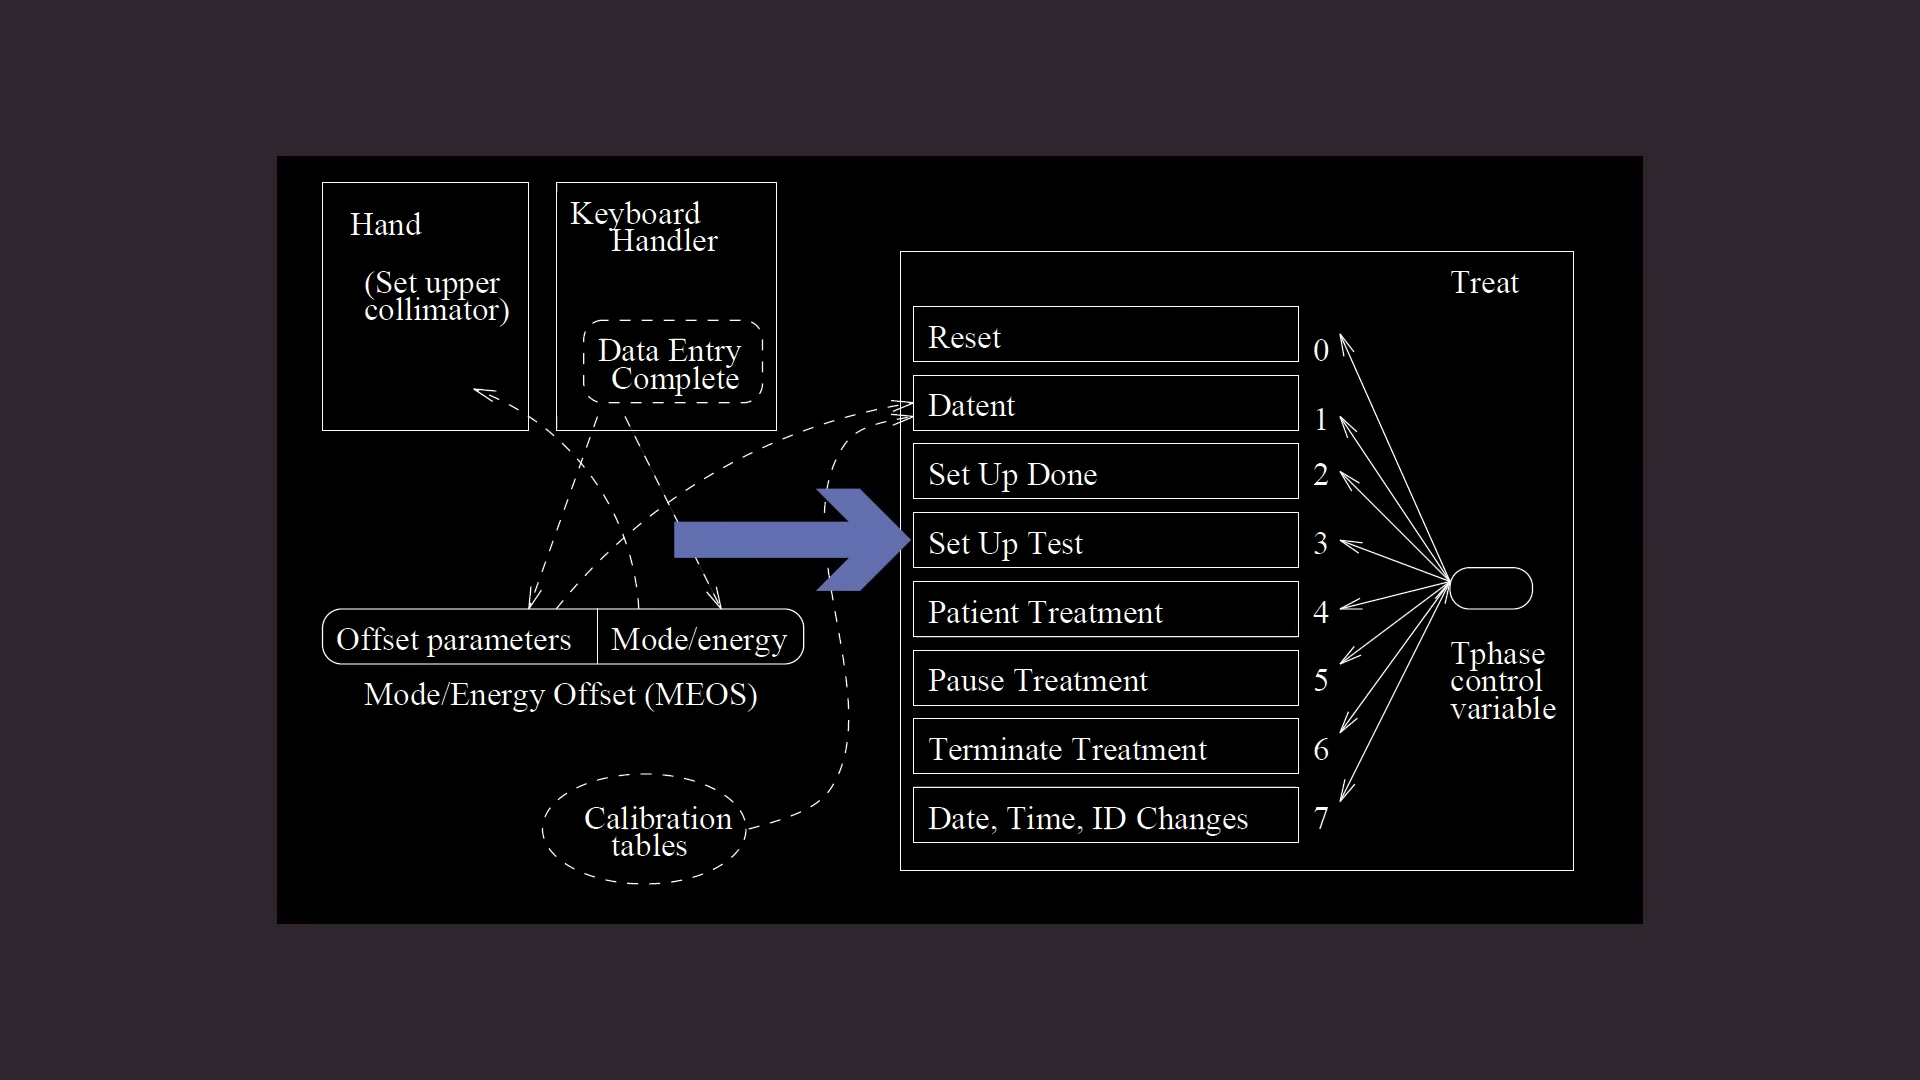 Hand
(Set upper
collimator)
Keyboard
Handler
Data Entry
Complete
Offset parameters
Mode/energy
Mode/Energy Offset (MEOS)
Calibration
tables
Treat
Reset
0
Datent
1
Set Up Done
2
Set Up Test
3
Patient Treatment
4
Pause Treatment
5
Terminate Treatment
6
Date, Time, ID Changes
7
Tphase
control
variable